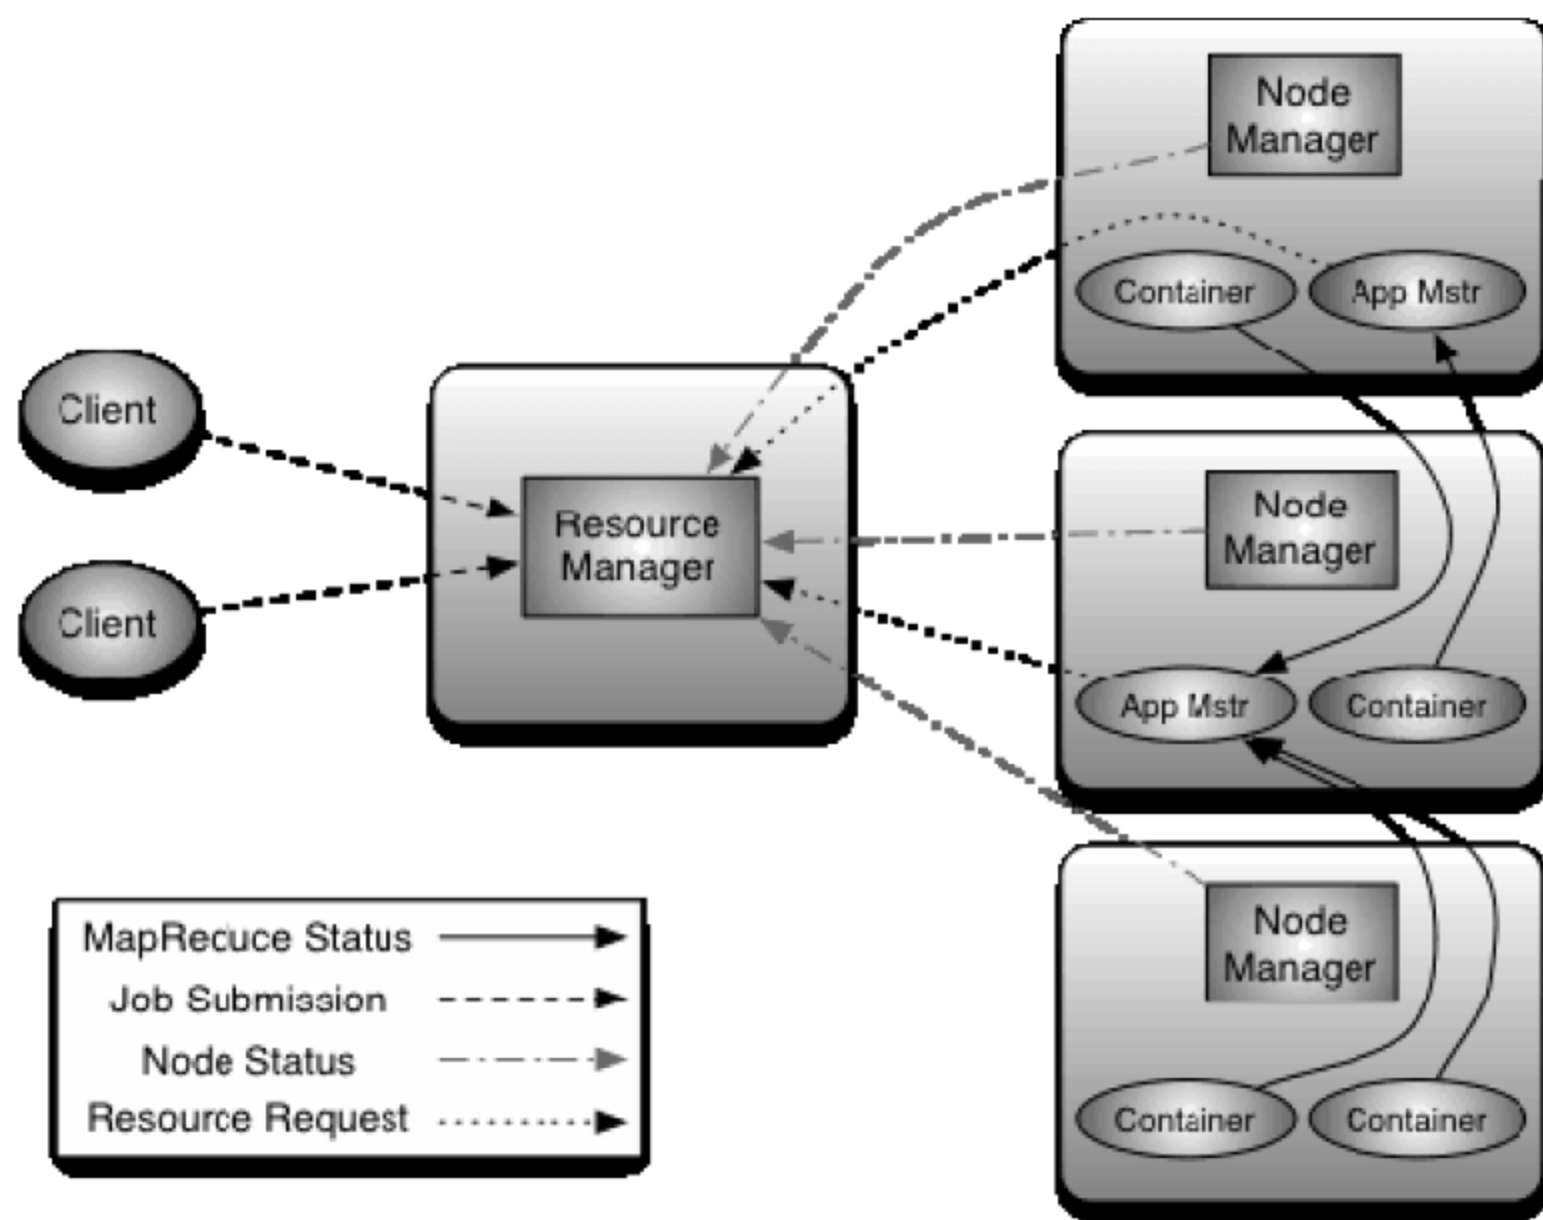 Node
Manager
Container
App Mstr
Client
Client
Resource
Manager
Node
Manager
App Mstr
Container
Node
Manager
Container
Container
MapReduce Status
Job Submission
Node Status
Resource Request